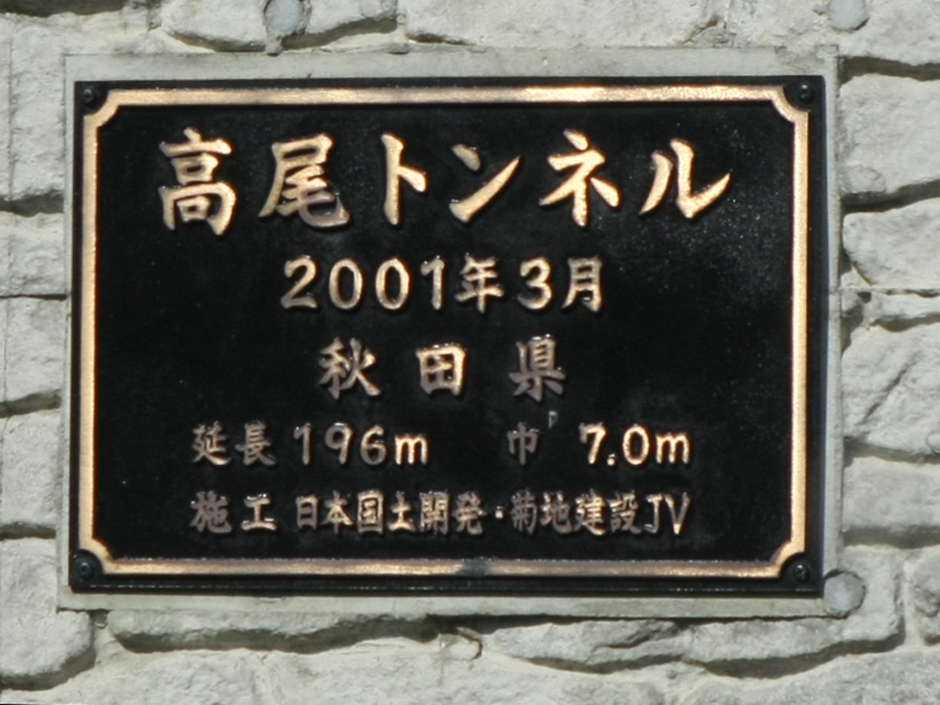 高尾トンネル
2001年3月
秋田県
延長 196m 巾 7.0m
施工 日本国土開発・菊地建設JV